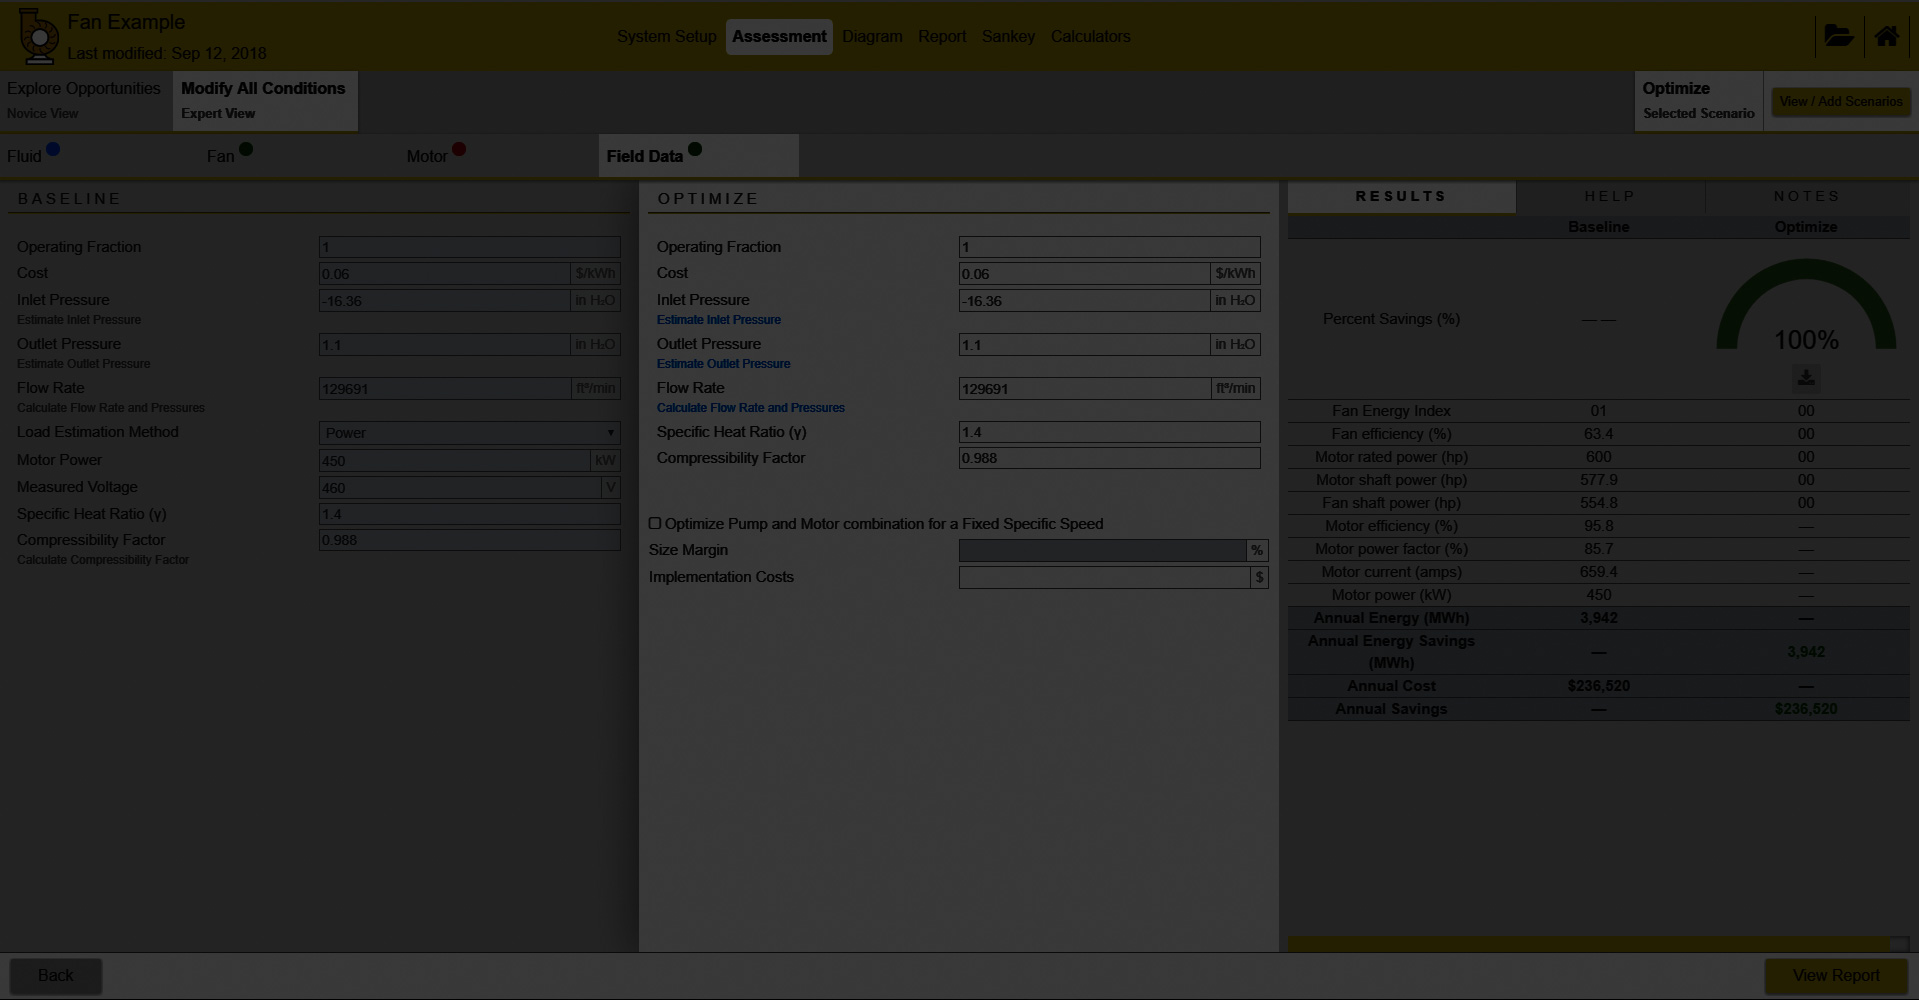 Fan Example
Last modified: Sep 12, 2018
System Setup Assessment Diagram Report Sankey Calculators
Explore Opportunities
Novice View
Modify All Conditions
Expert View
Optimize
Selected Scenario
View / Add Scenarios
Fluid Fan Motor Field Data
BASELINE
Operating Fraction 1
Cost 0.06 $/kWh
Inlet Pressure -16.36 in H₂O
Estimate Inlet Pressure
Outlet Pressure 1.1 in H₂O
Estimate Outlet Pressure
Flow Rate 129691 ft³/min
Calculate Flow Rate and Pressures
Load Estimation Method Power
Motor Power 450 kW
Measured Voltage 460 V
Specific Heat Ratio (γ) 1.4
Compressibility Factor 0.988
Calculate Compressibility Factor
OPTIMIZE
Operating Fraction 1
Cost 0.06 $/kWh
Inlet Pressure -16.36 in H₂O
Estimate Inlet Pressure
Outlet Pressure 1.1 in H₂O
Estimate Outlet Pressure
Flow Rate 129691 ft³/min
Calculate Flow Rate and Pressures
Specific Heat Ratio (γ) 1.4
Compressibility Factor 0.988
Optimize Pump and Motor combination for a Fixed Specific Speed
Size Margin %
Implementation Costs $
RESULTS HELP NOTES
Baseline Optimize
Percent Savings (%) — — 100%
Fan Energy Index 01 00
Fan efficiency (%) 63.4 00
Motor rated power (hp) 600 00
Motor shaft power (hp) 577.9 00
Fan shaft power (hp) 554.8 00
Motor efficiency (%) 95.8 —
Motor power factor (%) 85.7 —
Motor current (amps) 659.4 —
Motor power (kW) 450 —
Annual Energy (MWh) 3,942 —
Annual Energy Savings
(MWh) — 3,942
Annual Cost $236,520 —
Annual Savings — $236,520
Back
View Report